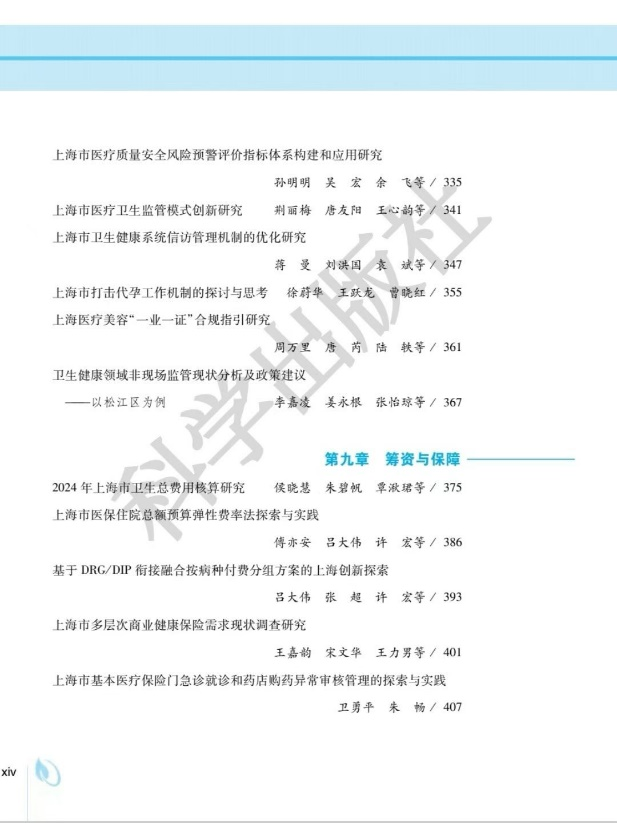 上海市医疗质量安全风险预警评价指标体系构建和应用研究
孙明明 吴 宏 余 飞等 / 335
上海市医疗卫生监管模式创新研究 荆丽梅 唐友阳 王心韵等 / 341
上海市卫生健康系统信访管理机制的优化研究
蒋 曼 刘洪国 袁 斌等 / 347
上海市打击代孕工作机制的探讨与思考 徐蔚华 王跃龙 曹晓红 / 355
上海医疗美容“一业一证”合规指引研究
周万里 唐 芮 陆 轶等 / 361
卫生健康领域非现场监管现状分析及政策建议
——以松江区为例 李嘉凌 姜永根 张怡琼等 / 367
第九章 筹资与保障
2024 年上海市卫生总费用核算研究 侯晓慧 朱碧帆 覃湫珺等 / 375
上海市医保住院总额预算弹性费率法探索与实践
傅亦安 吕大伟 许 宏等 / 386
基于 DRG/DIP 衔接融合按病种付费分组方案的上海创新探索
吕大伟 张 超 许 宏等 / 393
上海市多层次商业健康保险需求现状调查研究
王嘉韵 宋文华 王力男等 / 401
上海市基本医疗保险门急诊就诊和药店购药异常审核管理的探索与实践
卫勇平 朱 畅 / 407
xiv
科学出版社